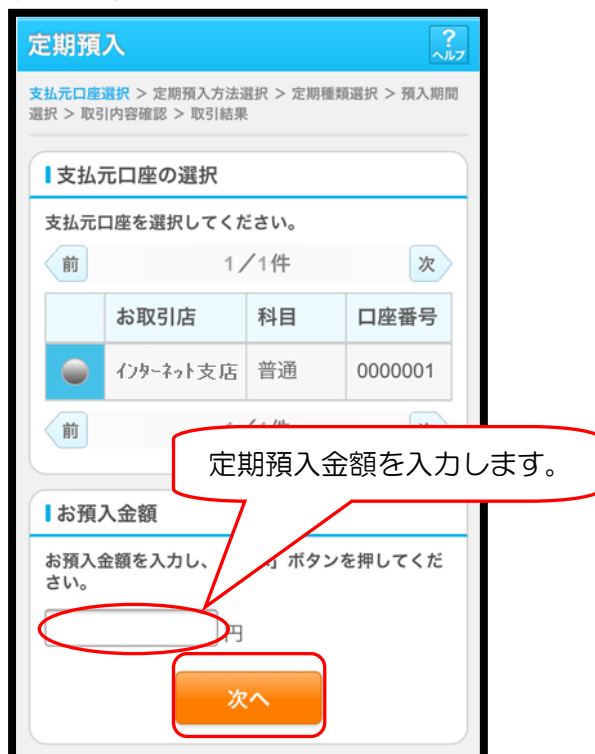 定期預入
?
ヘルプ
支払元口座選択 > 定期預入方法選択 > 定期種類選択 > 預入期間
選択 > 取引内容確認 > 取引結果
支払元口座の選択
支払元口座を選択してください。
前 1／1件 次
お取引店 科目 口座番号
インターネット支店 普通 0000001
前
定期預入金額を入力します。
お預入金額
お預入金額を入力し、 」ボタンを押してくだ
さい。
円
次へ